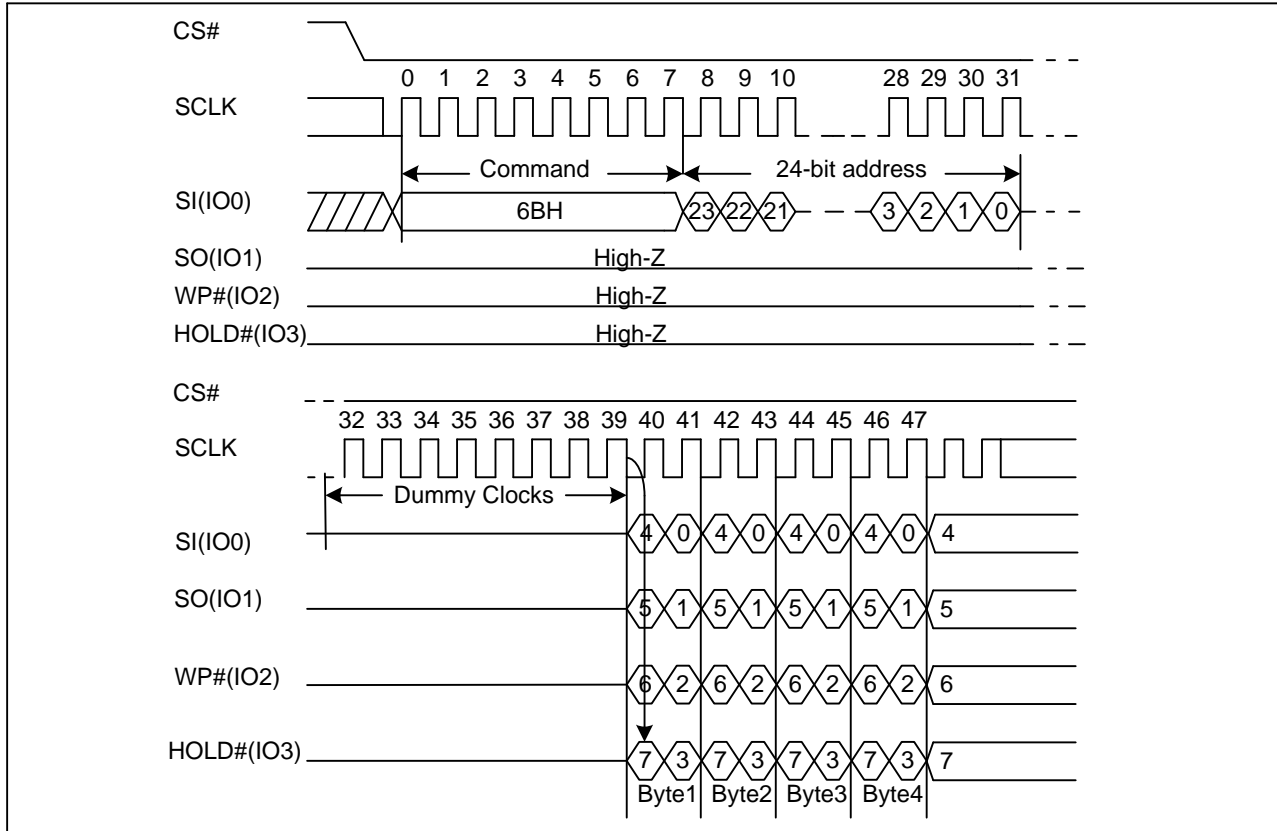 CS#
0 1 2 3 4 5 6 7 8 9 10 28 29 30 31
SCLK
Command 24-bit address
SI(IO0) 6BH 23 22 21 3 2 1 0
SO(IO1) High-Z
WP#(IO2) High-Z
HOLD#(IO3) High-Z
CS#
32 33 34 35 36 37 38 39 40 41 42 43 44 45 46 47
SCLK
Dummy Clocks
SI(IO0) 4 0 4 0 4 0 4 0 4
SO(IO1) 5 1 5 1 5 1 5 1 5
WP#(IO2) 6 2 6 2 6 2 6 2 6
HOLD#(IO3) 7 3 7 3 7 3 7 3 7
Byte1 Byte2 Byte3 Byte4